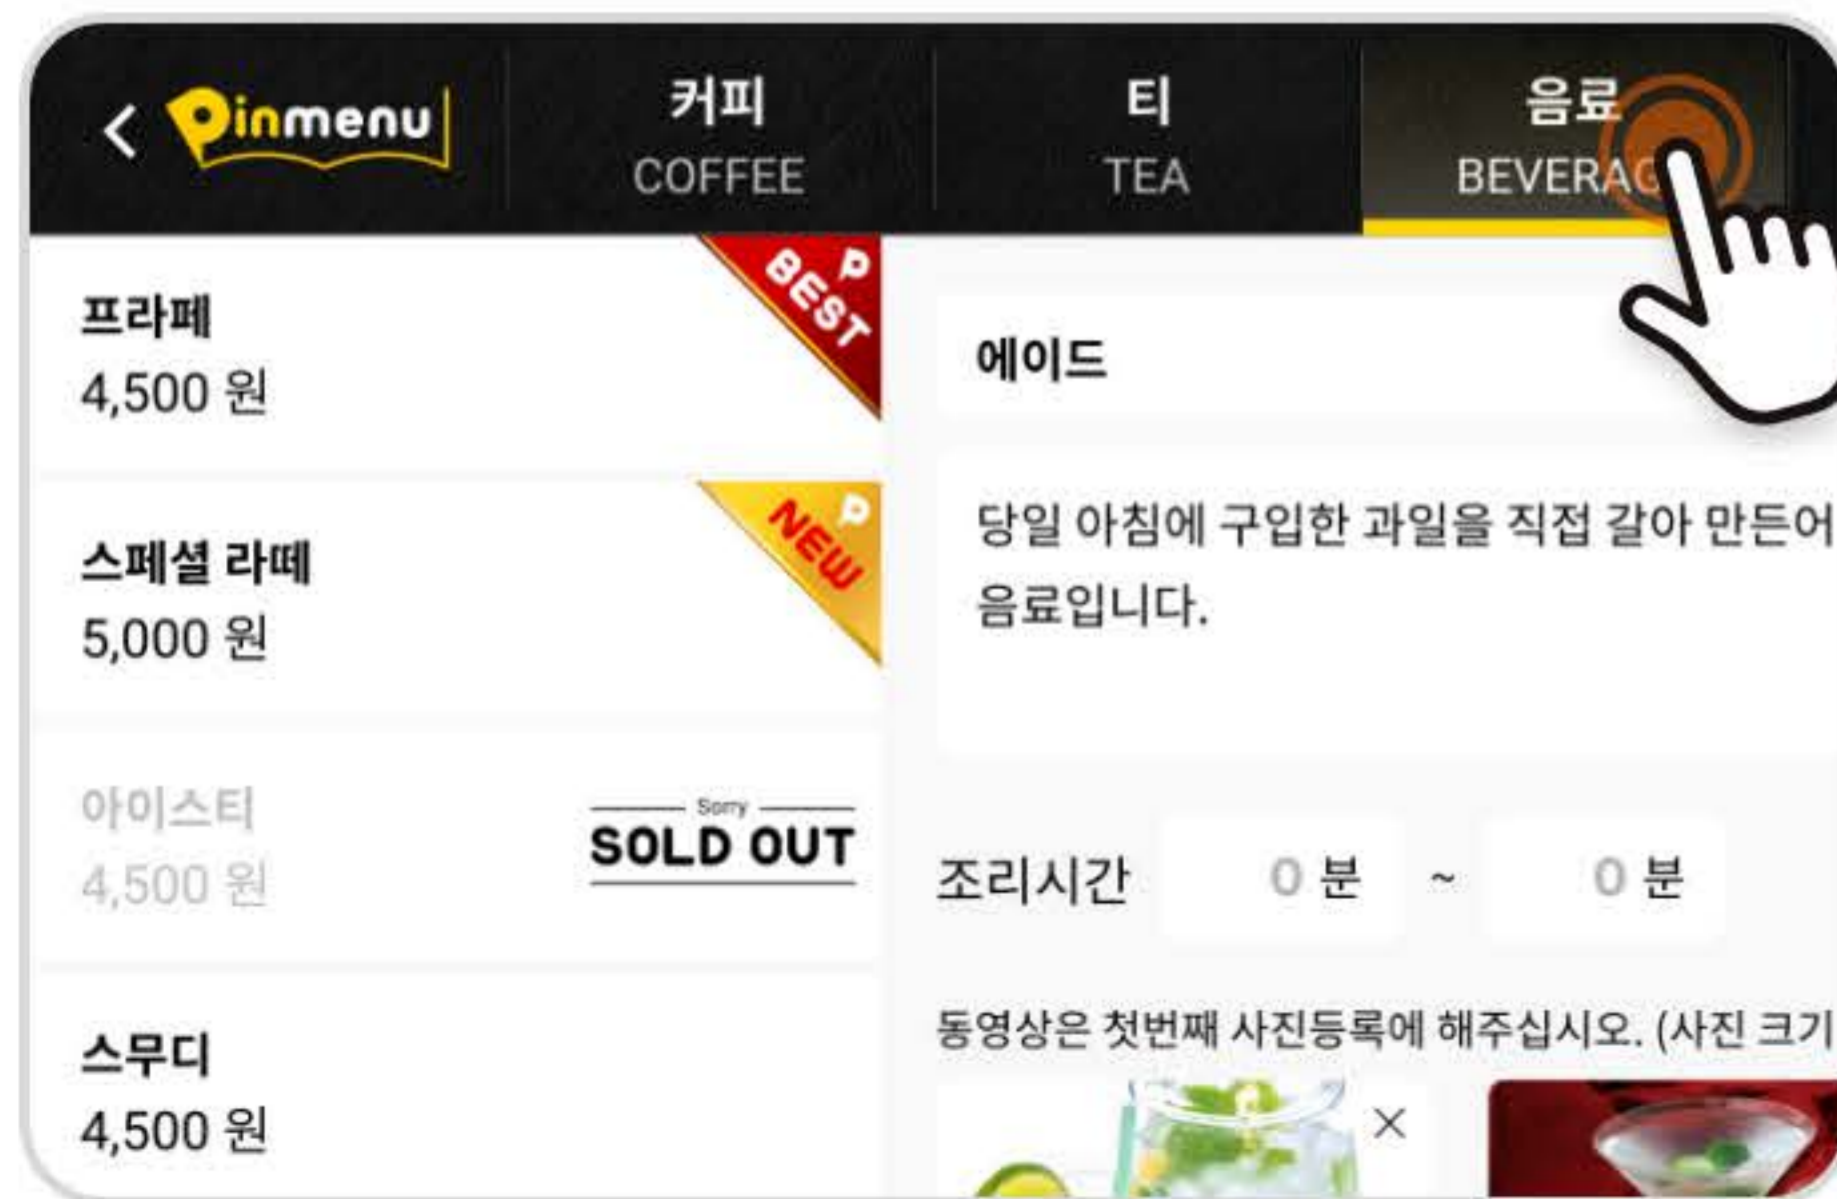 Pinmenu
커피
COFFEE
티
TEA
음료
BEVERAG
프라페
4,500 원
BEST
스페셜 라떼
5,000 원
NEW
아이스티
4,500 원
Sorry
SOLD OUT
스무디
4,500 원
에이드
당일 아침에 구입한 과일을 직접 갈아 만든어
음료입니다.
조리시간 0 분 ~ 0 분
동영상은 첫번째 사진등록에 해주십시오. (사진 크기